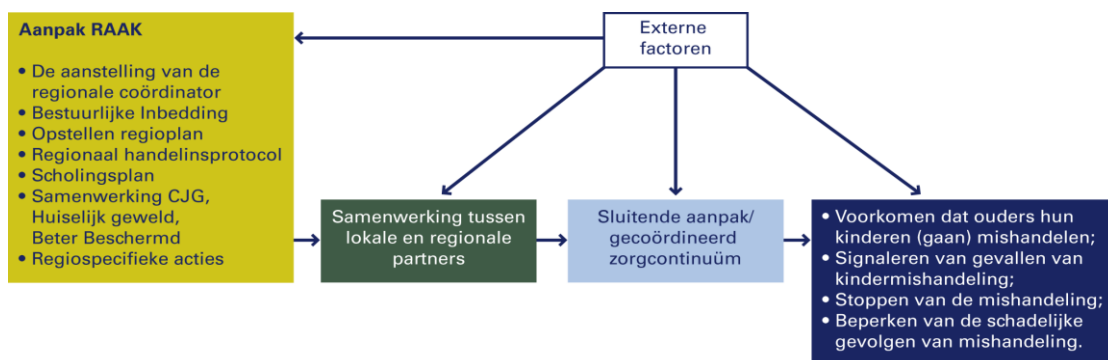 Aanpak RAAK
• De aanstelling van de
regionale coördinator
• Bestuurlijke Inbedding
• Opstellen regioplan
• Regionaal handelinsprotocol
• Scholingsplan
• Samenwerking CJG,
Huiselijk geweld,
Beter Beschermd
• Regiospecifieke acties
Externe
factoren
Samenwerking tussen
lokale en regionale
partners
Sluitende aanpak/
gecoördineerd
zorgcontinuüm
• Voorkomen dat ouders hun
kinderen (gaan) mishandelen;
• Signaleren van gevallen van
kindermishandeling;
• Stoppen van de mishandeling;
• Beperken van de schadelijke
gevolgen van mishandeling.